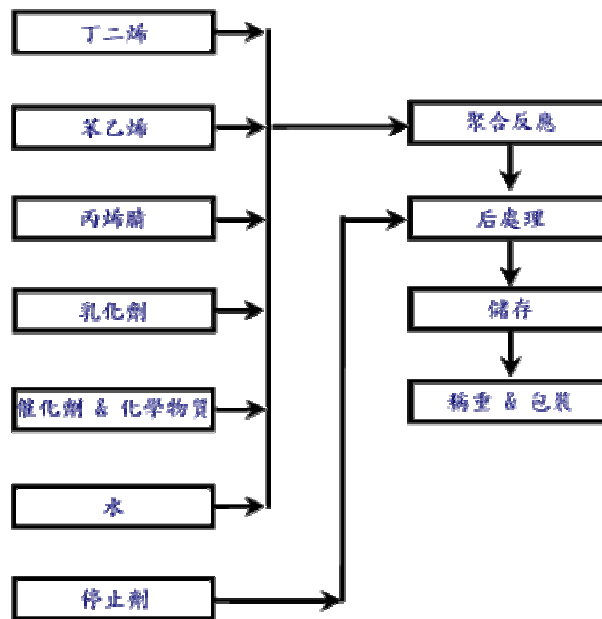 丁二烯
苯乙烯
丙烯腈
乳化劑
催化劑 & 化學物質
水
停止劑
聚合反應
后處理
儲存
稱重 & 包裝